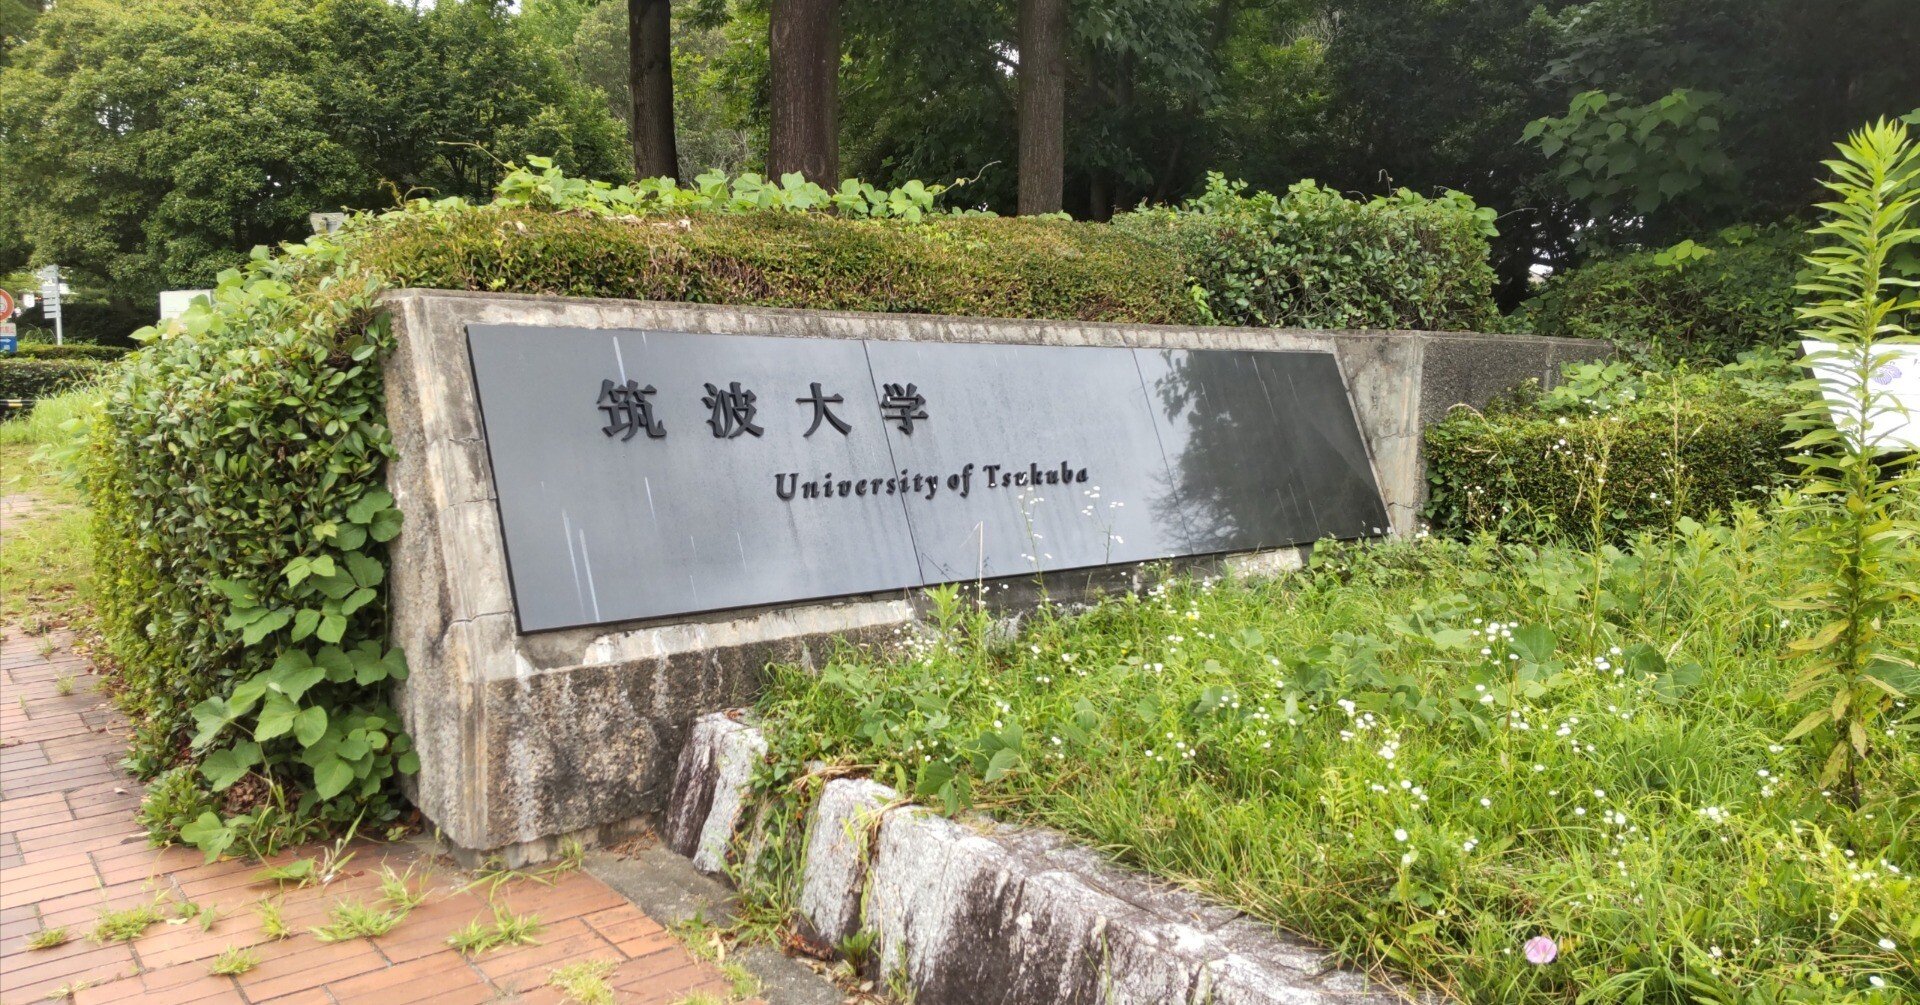 筑波大学
University of Tsukuba